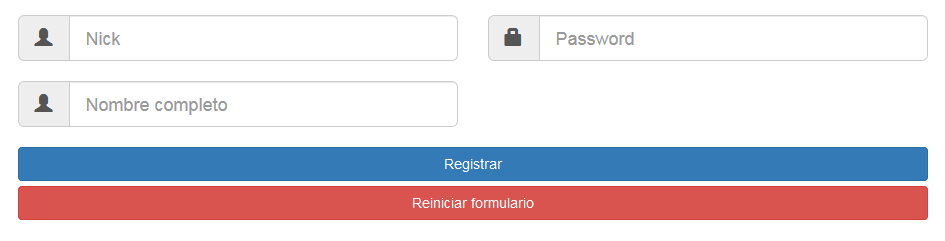 Nick
Password
Nombre completo
Registrar
Reiniciar formulario